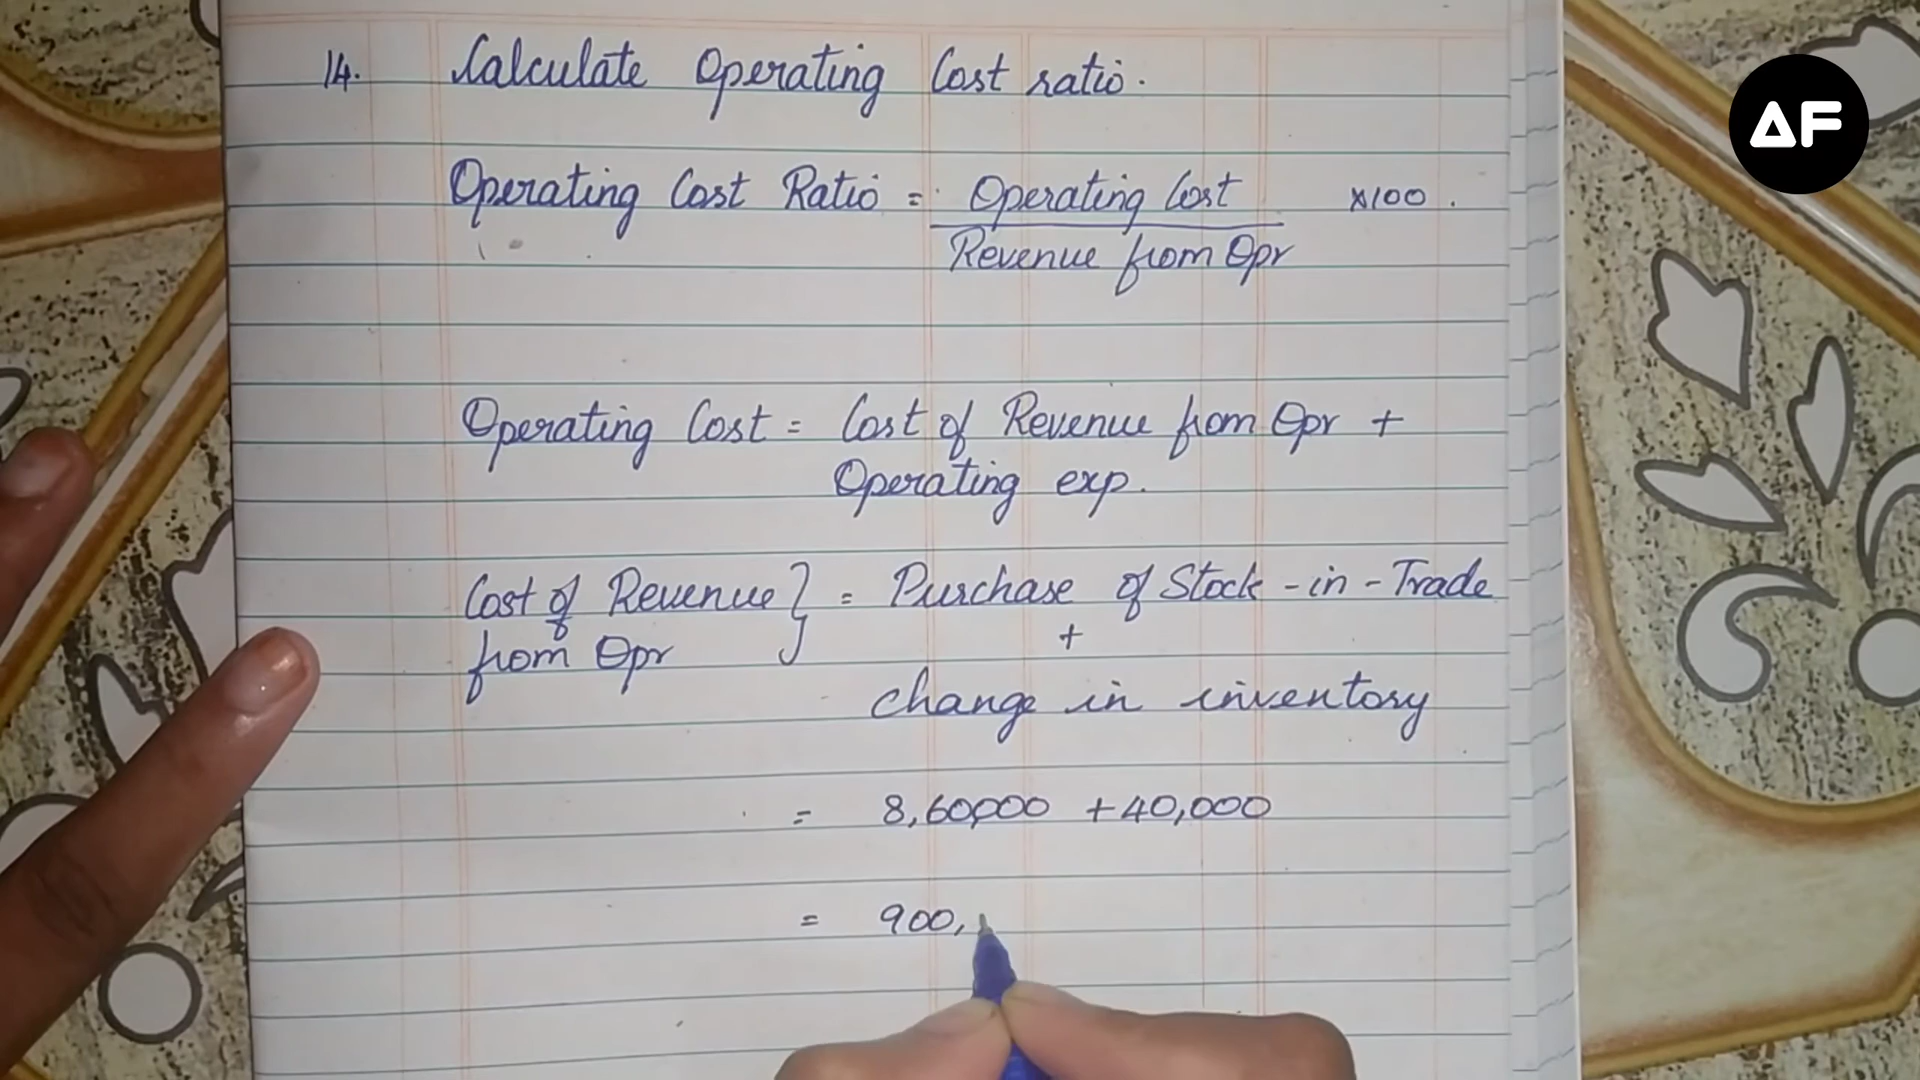 AF
14. Calculate Operating Cost ratio.
Operating Cost Ratio = Operating Cost ×100.
Revenue from Opr
Operating Cost = Cost of Revenue from Opr +
Operating exp.
Cost of Revenue } = Purchase of Stock-in-Trade
from Opr +
change in inventory
= 8,60,000 + 40,000
= 900,